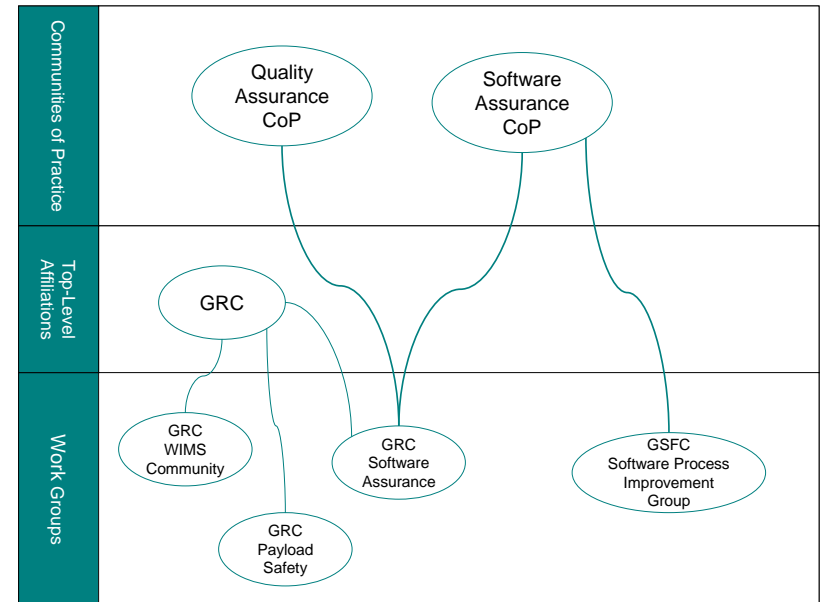 Communities of Practice
Quality
Assurance
CoP
Software
Assurance
CoP
Top-Level
Affiliations
GRC
Work Groups
GRC
WIMS
Community
GRC
Software
Assurance
GSFC
Software Process
Improvement
Group
GRC
Payload
Safety